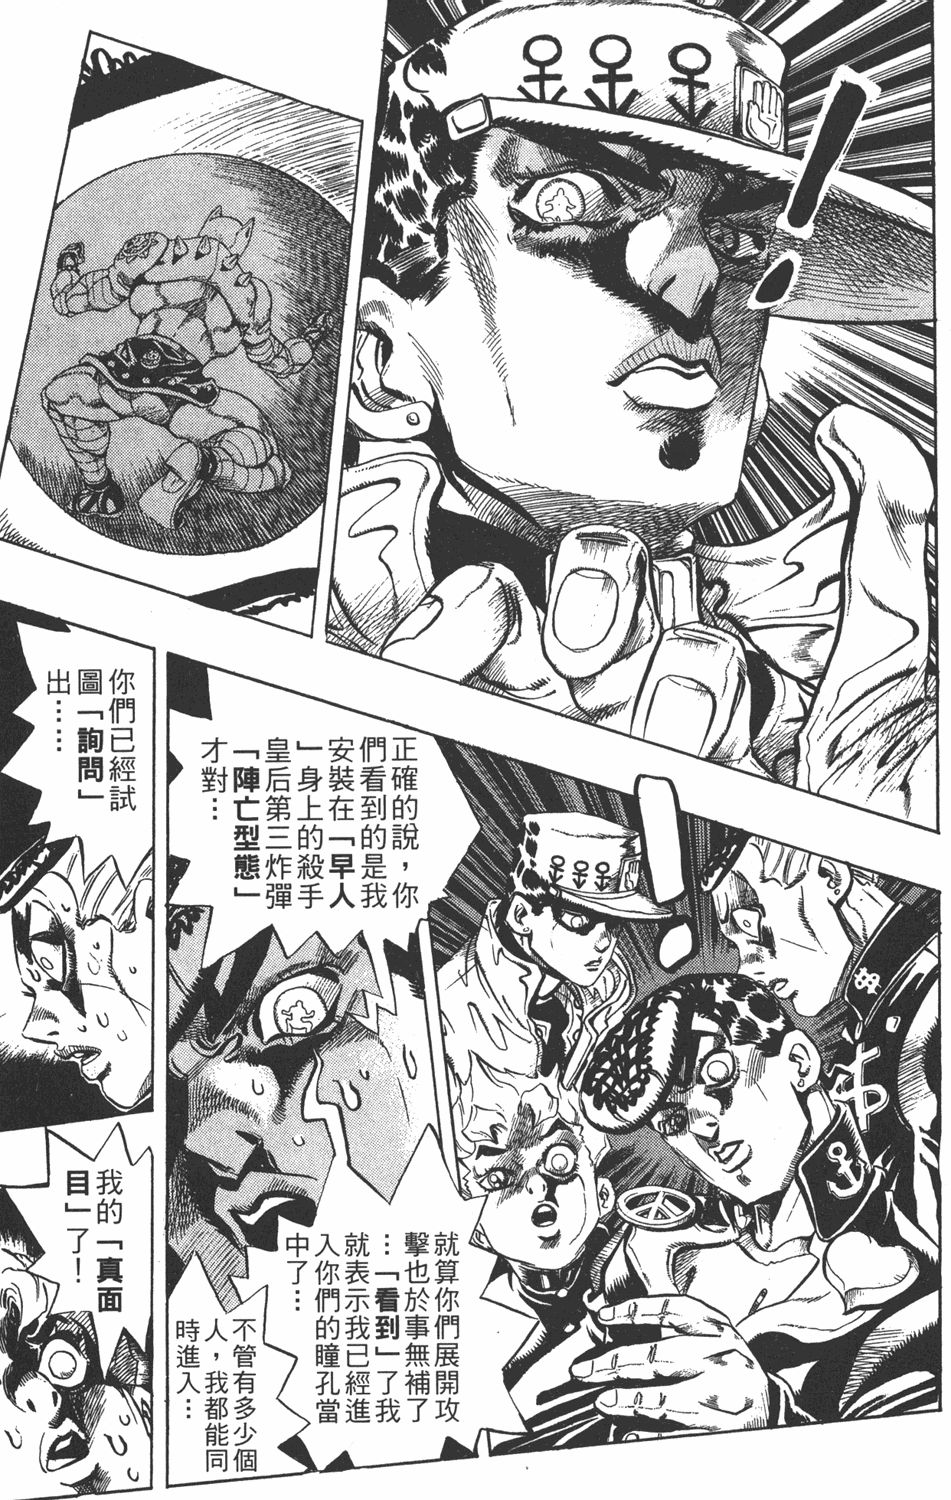 ！
！
就算你們展開攻
擊也於事無補了
…「看到」了我
就表示我已經進
入你們的瞳孔當
中了…
正確的說，你
們看到的是我
安裝在「早人
」身上的殺手
皇后第三炸彈
「陣亡型態」
才對…
不管有多少個
人，我都能同
時進入…
你們已經試
圖「詢問」
出……
我的「真面
目」了！